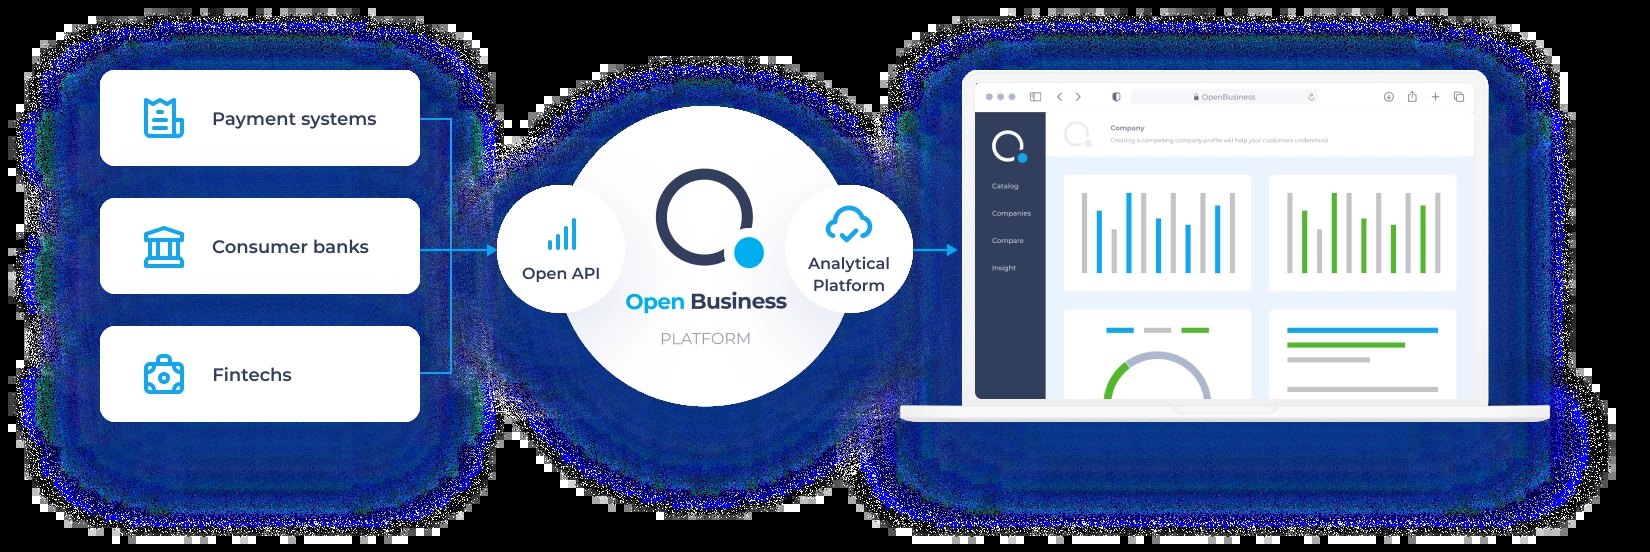 Payment systems
Consumer banks
Fintechs
Open API
Open Business
PLATFORM
Analytical
Platform
OpenBusiness
Company
Creating a compelling company profile will help your customers understand
Catalog
Companies
Compare
Insight